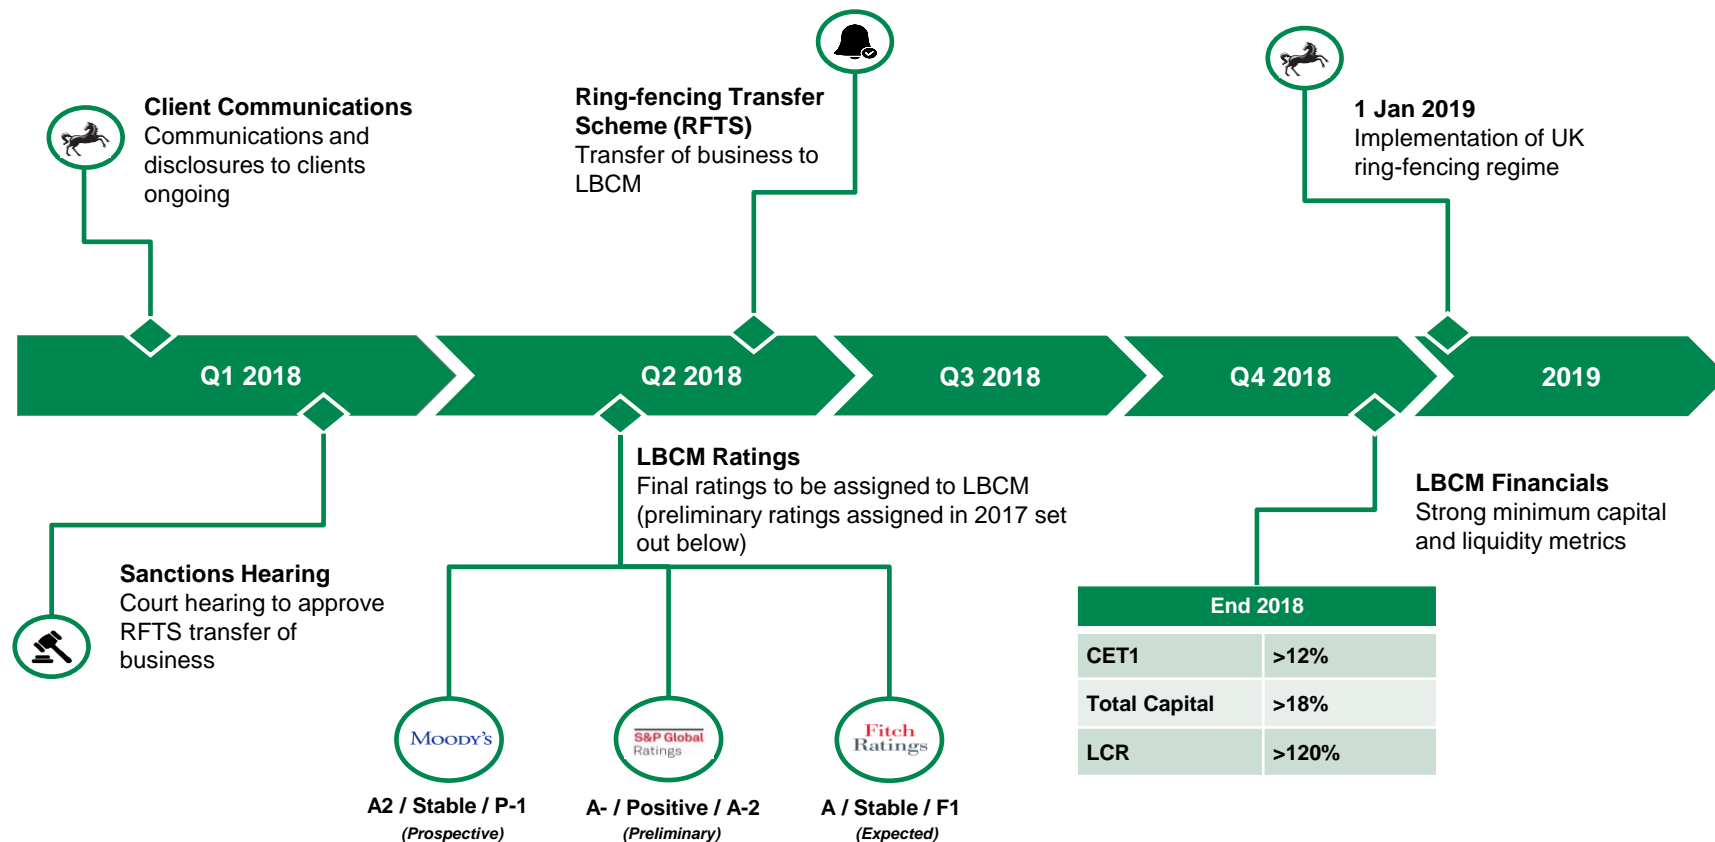 Client Communications
Communications and
disclosures to clients
ongoing
Ring-fencing Transfer
Scheme (RFTS)
Transfer of business to
LBCM
1 Jan 2019
Implementation of UK
ring-fencing regime
Q1 2018
Q2 2018
Q3 2018
Q4 2018
2019
Sanctions Hearing
Court hearing to approve
RFTS transfer of
business
LBCM Ratings
Final ratings to be assigned to LBCM
(preliminary ratings assigned in 2017 set
out below)
MOODY'S
S&P Global
Ratings
Fitch
Ratings
A2 / Stable / P-1
(Prospective)
A- / Positive / A-2
(Preliminary)
A / Stable / F1
(Expected)
LBCM Financials
Strong minimum capital
and liquidity metrics
End 2018
CET1 >12%
Total Capital >18%
LCR >120%